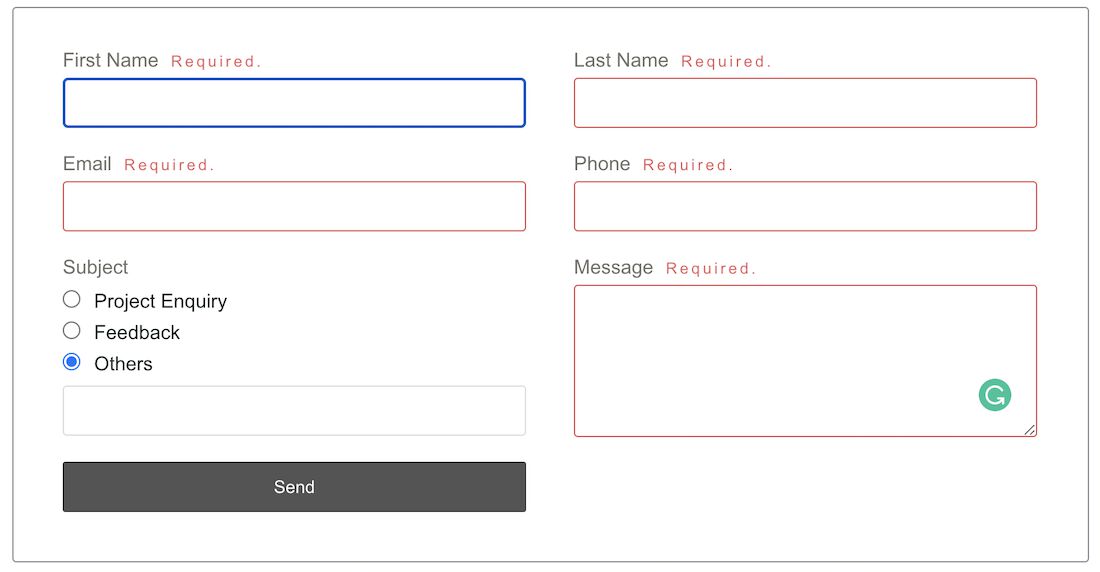 First Name Required.
Last Name Required.
Email Required.
Phone Required.
Subject
Project Enquiry
Feedback
Others
Message Required.
Send